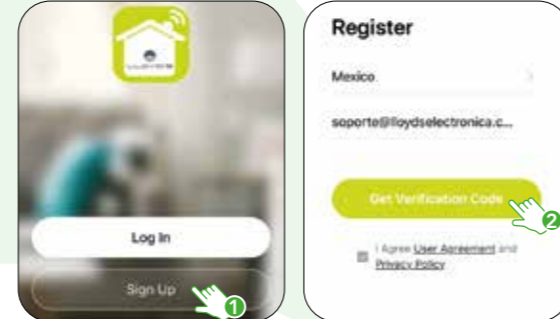 Log In
Sign Up
1
Register
Mexico
soporte@lloydselectronica.c...
Get Verification Code
2
I Agree User Agreement and
Privacy Policy